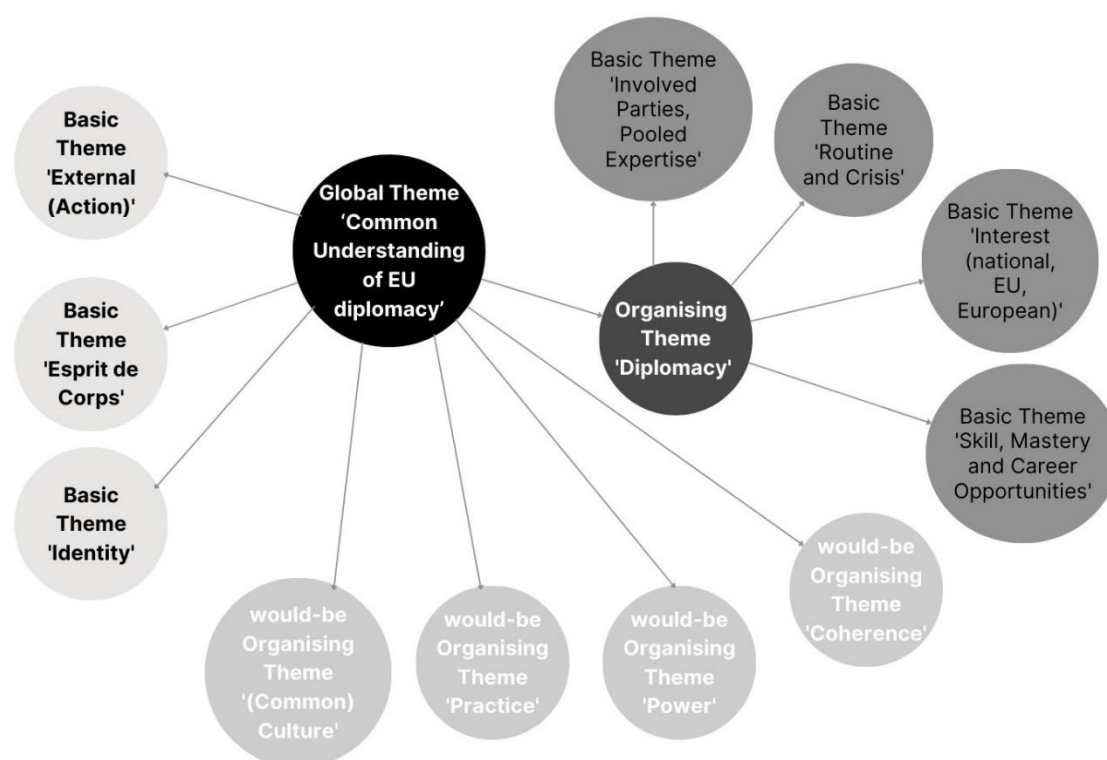 Basic
Theme
'External
(Action)'
Basic
Theme
'Esprit de
Corps'
Basic
Theme
'Identity'
Global Theme
‘Common
Understanding
of EU
diplomacy’
Basic Theme
'Involved
Parties,
Pooled
Expertise'
Basic
Theme
'Routine
and Crisis'
Basic Theme
'Interest
(national,
EU,
European)'
Organising
Theme
'Diplomacy'
Basic Theme
'Skill, Mastery
and Career
Opportunities'
would-be
Organising
Theme
'(Common)
Culture'
would-be
Organising
Theme
'Practice'
would-be
Organising
Theme
'Power'
would-be
Organising
Theme
'Coherence'